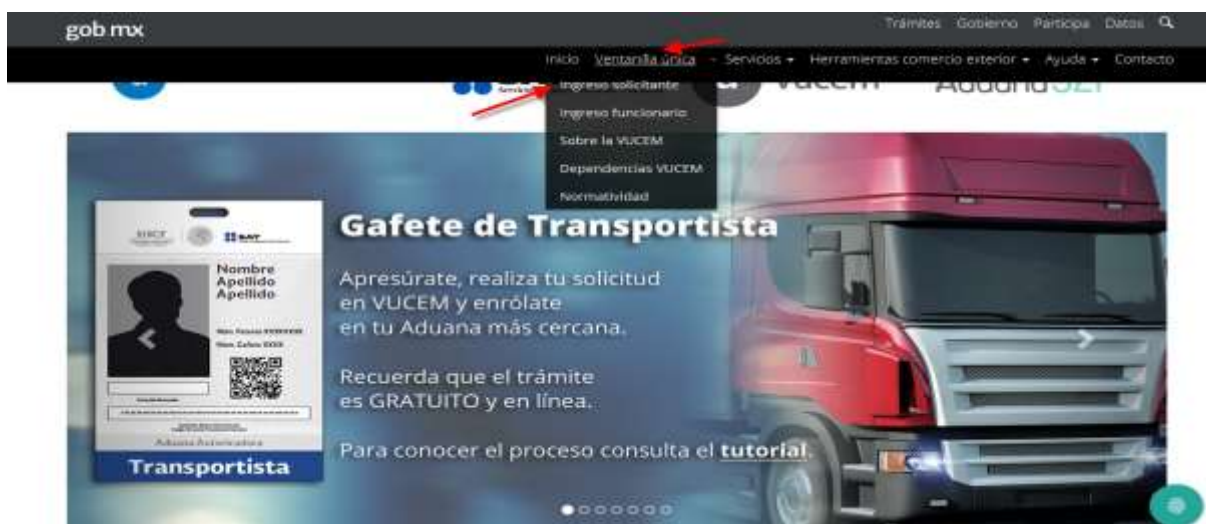 gob mx
Trámites Gobierno Participa Datos
Inicio Ventanilla única Servicios Herramientas comercio exterior Ayuda Contacto
Ingreso solicitante
Ingreso funcionario
Sobre la VUCEM
Dependencias VUCEM
Normatividad
Gafete de Transportista
Apresúrate, realiza tu solicitud
en VUCEM y enrólate
en tu Aduana más cercana.
Recuerda que el trámite
es GRATUITO y en línea.
Para conocer el proceso consulta el tutorial.
SHCP SAT
Nombre
Apellido
Apellido
Transportista